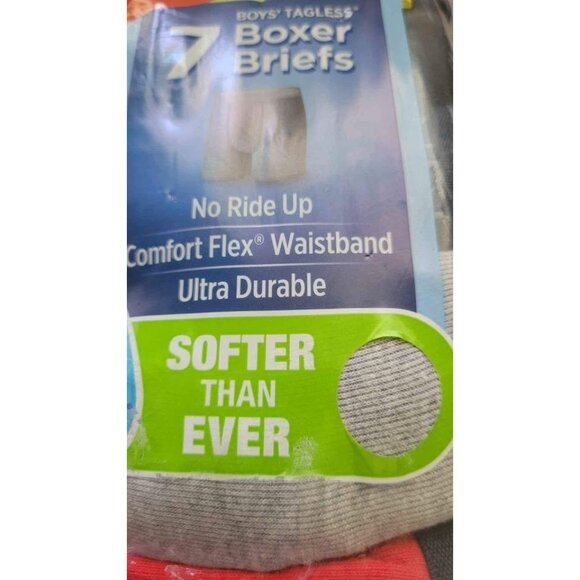 BOYS' TAGLESS®
7 Boxer
Briefs
No Ride Up
Comfort Flex® Waistband
Ultra Durable
SOFTER
THAN
EVER